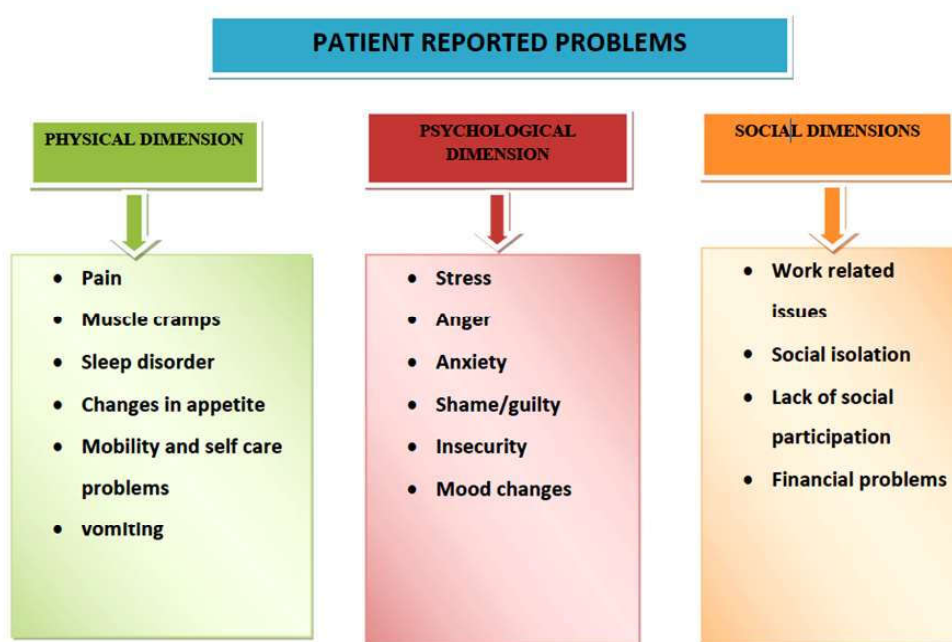 PATIENT REPORTED PROBLEMS
PHYSICAL DIMENSION
• Pain
• Muscle cramps
• Sleep disorder
• Changes in appetite
• Mobility and self care
problems
• vomiting
PSYCHOLOGICAL
DIMENSION
• Stress
• Anger
• Anxiety
• Shame/guilty
• Insecurity
• Mood changes
SOCIAL DIMENSIONS
• Work related
issues
• Social isolation
• Lack of social
participation
• Financial problems